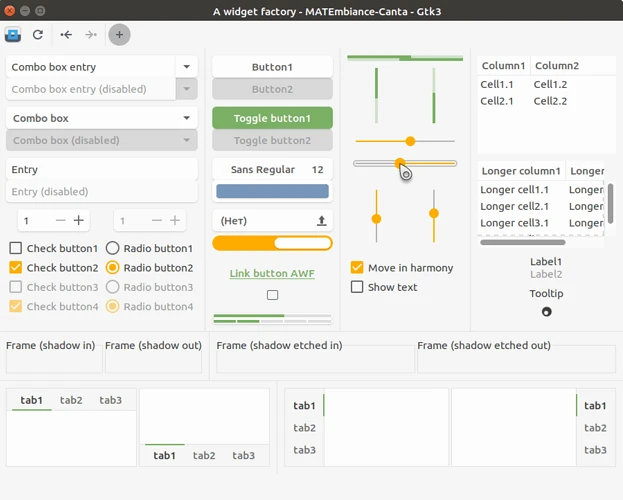 A widget factory - MATEmbiance-Canta - Gtk3
Combo box entry
Combo box entry (disabled)
Combo box
Combo box (disabled)
Entry
Entry (disabled)
1
1
Check button1
Radio button1
Check button2
Radio button2
Check button3
Radio button3
Check button4
Radio button4
Button1
Button2
Toggle button1
Toggle button2
Sans Regular 12
(Нет)
Link button AWF
Move in harmony
Show text
Column1 Column2
Cell1.1 Cell1.2
Cell2.1 Cell2.2
Longer column1 Longer
Longer cell1.1 Longer
Longer cell2.1 Longer
Longer cell3.1 Longer
Label1
Label2
Tooltip
Frame (shadow in)
Frame (shadow out)
Frame (shadow etched in)
Frame (shadow etched out)
tab1 tab2 tab3
tab1 tab2 tab3
tab1
tab2
tab3
tab1
tab2
tab3